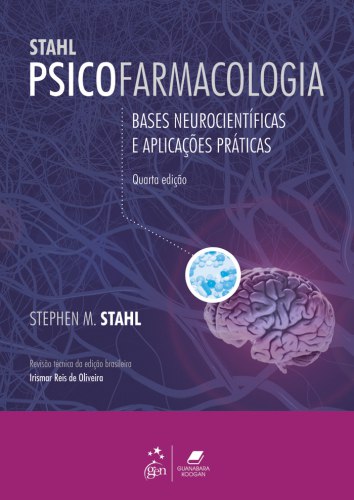 STAHL
PSICOFARMACOLOGIA
BASES NEUROCIENTÍFICAS
E APLICAÇÕES PRÁTICAS
Quarta edição
STEPHEN M. STAHL
Revisão técnica da edição brasileira
Irismar Reis de Oliveira
gen
GUANABARA
KOOGAN